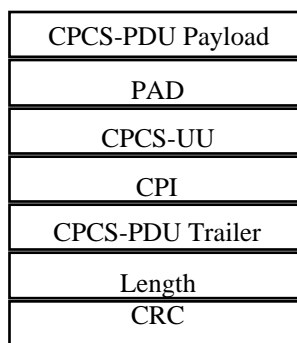 CPCS-PDU Payload
PAD
CPCS-UU
CPI
CPCS-PDU Trailer
Length
CRC